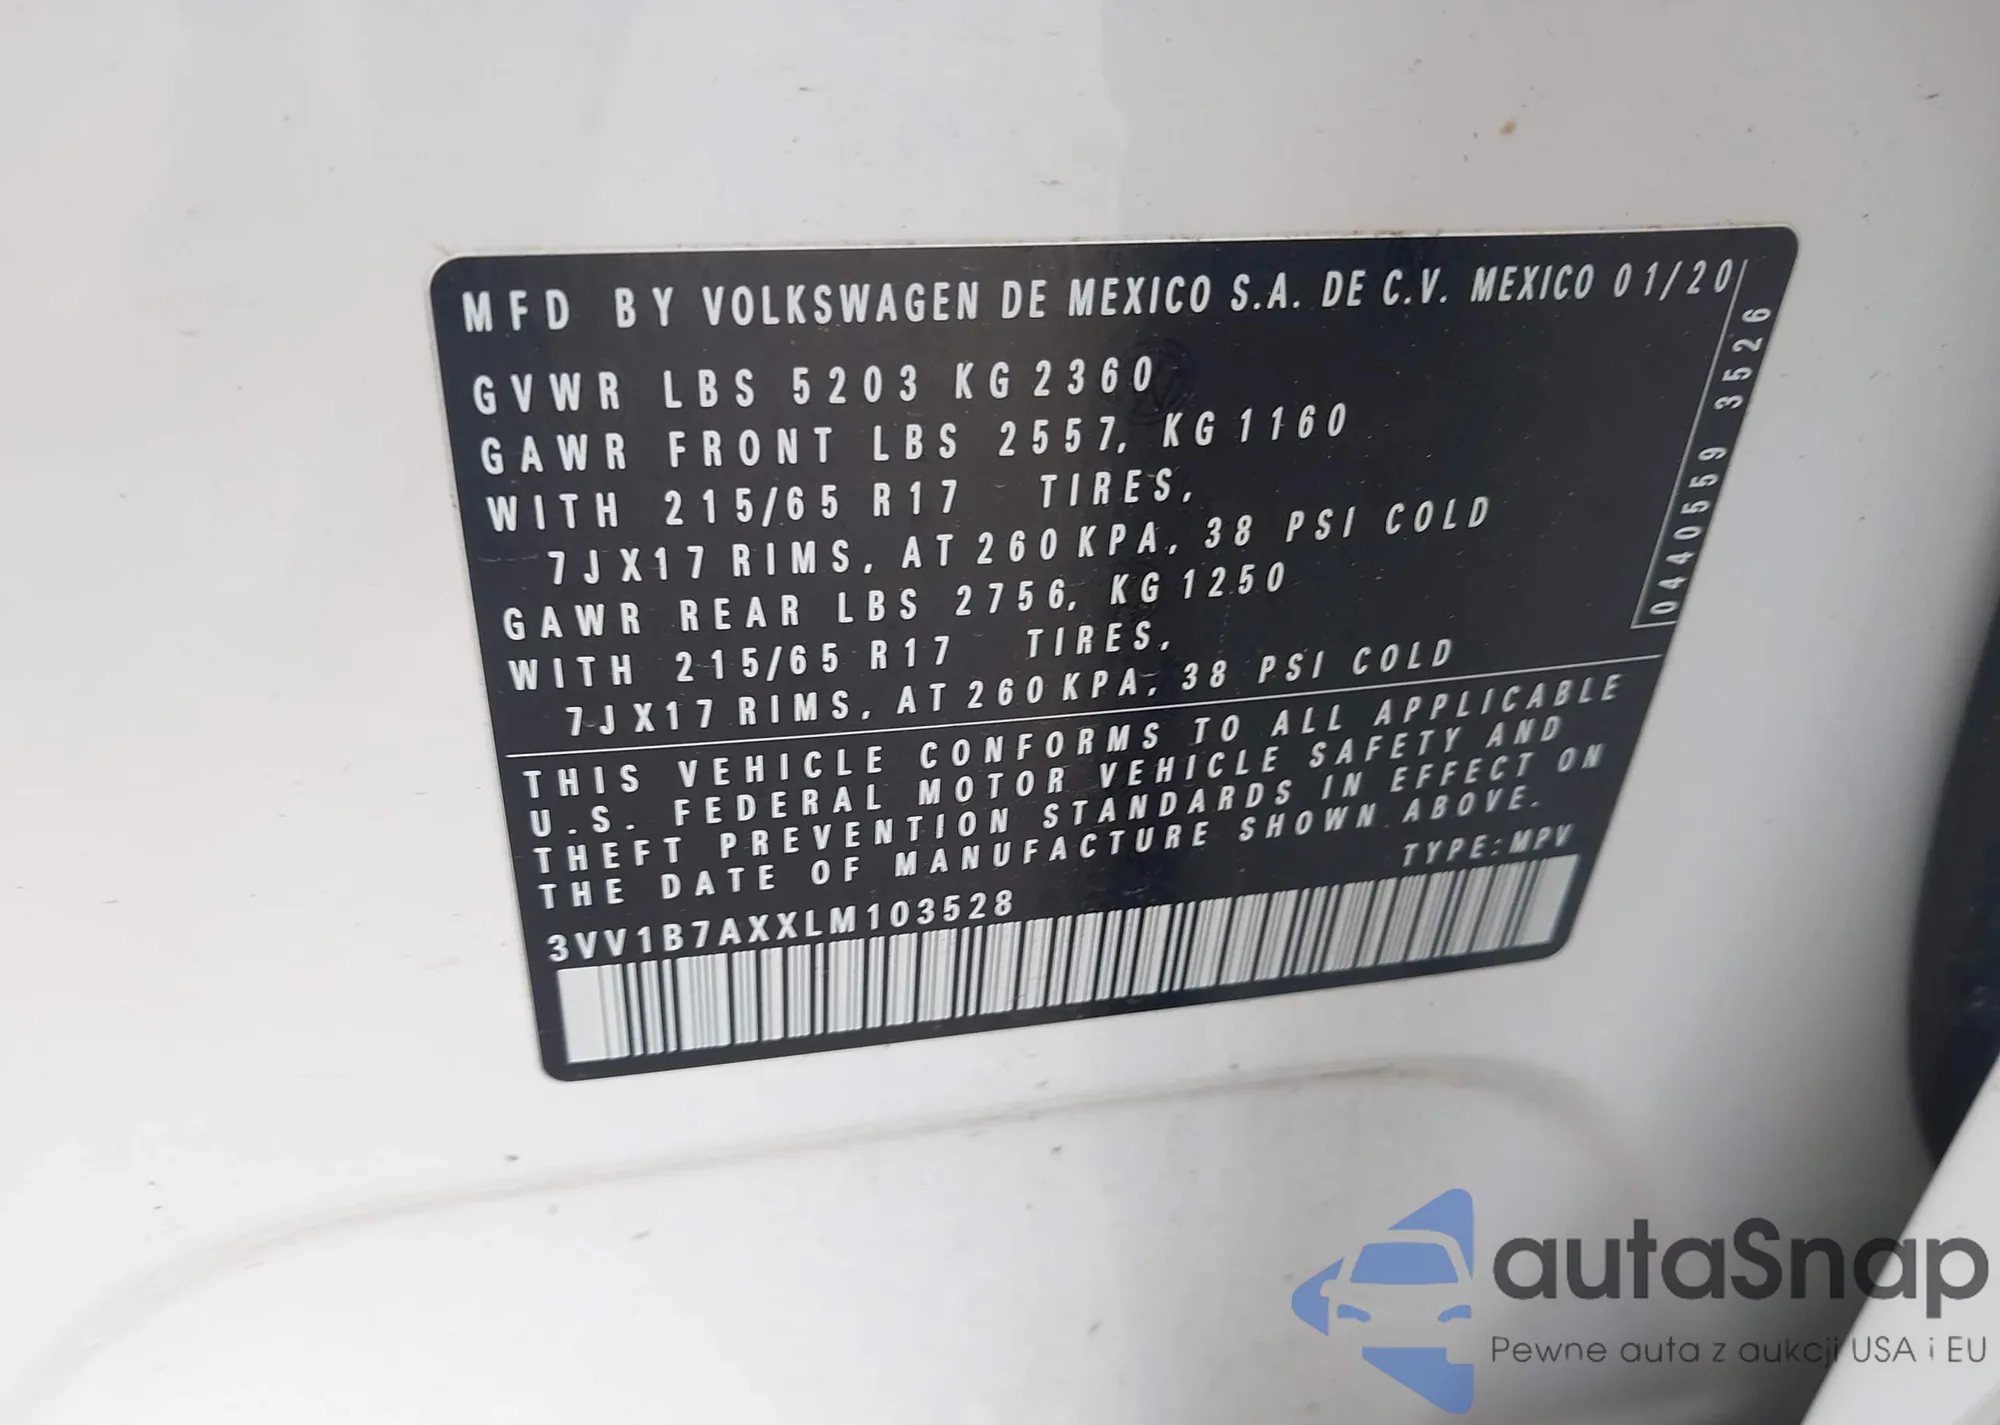 MFD BY VOLKSWAGEN DE MEXICO S.A. DE C.V. MEXICO 01/20
GVWR LBS 5203 KG 2360
GAWR FRONT LBS 2557, KG 1160
WITH 215/65 R17 TIRES,
7JX17 RIMS, AT 260 KPA, 38 PSI COLD
GAWR REAR LBS 2756, KG 1250
WITH 215/65 R17 TIRES,
7JX17 RIMS, AT 260 KPA, 38 PSI COLD
0440559 3526
THIS VEHICLE CONFORMS TO ALL APPLICABLE
U.S. FEDERAL MOTOR VEHICLE SAFETY AND
THEFT PREVENTION STANDARDS IN EFFECT ON
THE DATE OF MANUFACTURE SHOWN ABOVE.
TYPE:MPV
3VV1B7AXXLM103528
autaSnap
Pewne auta z aukcji USA i EU